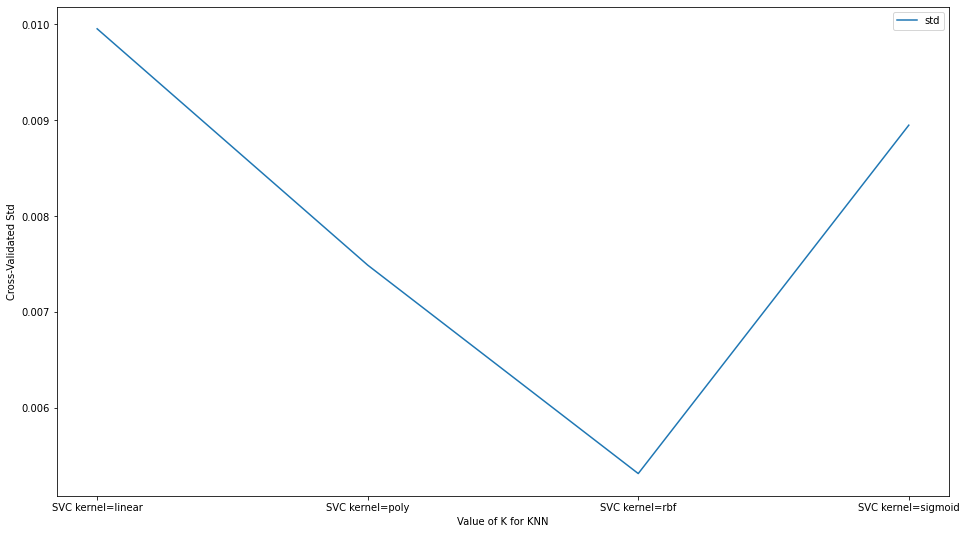 std
0.010
0.009
0.008
0.007
0.006
Cross-Validated Std
SVC kernel=linear
SVC kernel=poly
SVC kernel=rbf
SVC kernel=sigmoid
Value of K for KNN